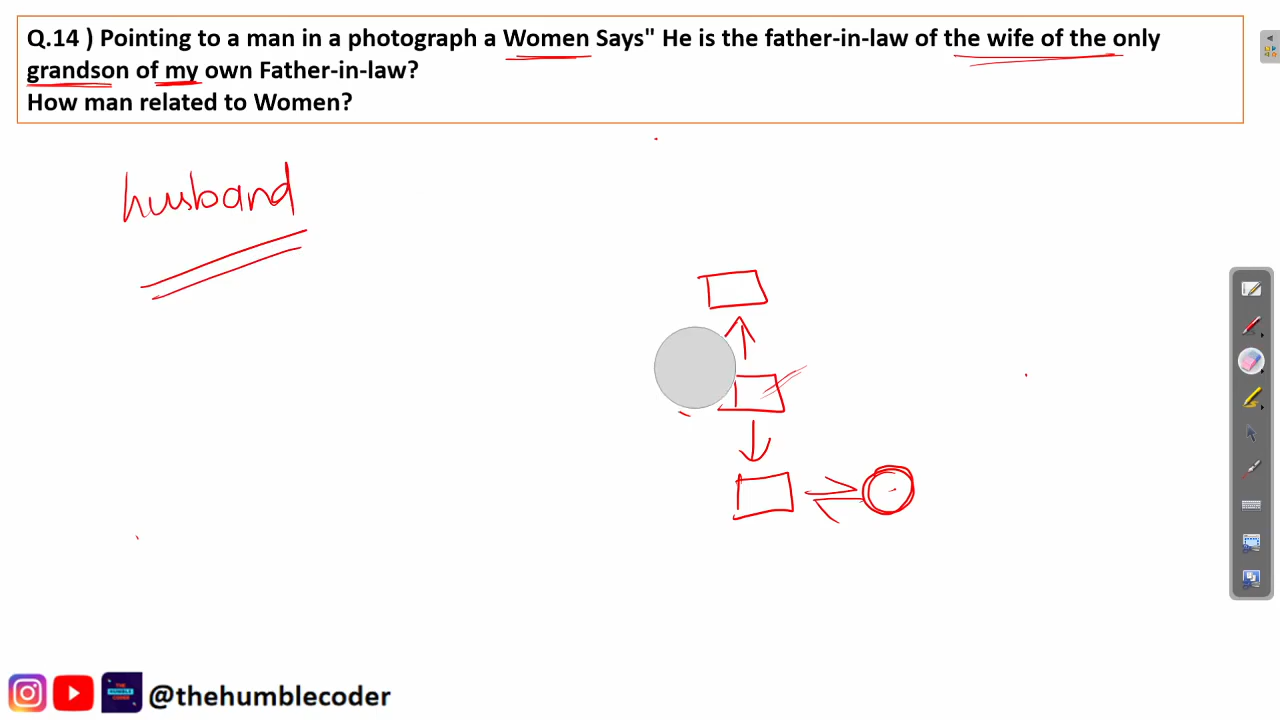 Q.14 ) Pointing to a man in a photograph a Women Says" He is the father-in-law of the wife of the only
grandson of my own Father-in-law?
How man related to Women?
husband
@thehumblecoder